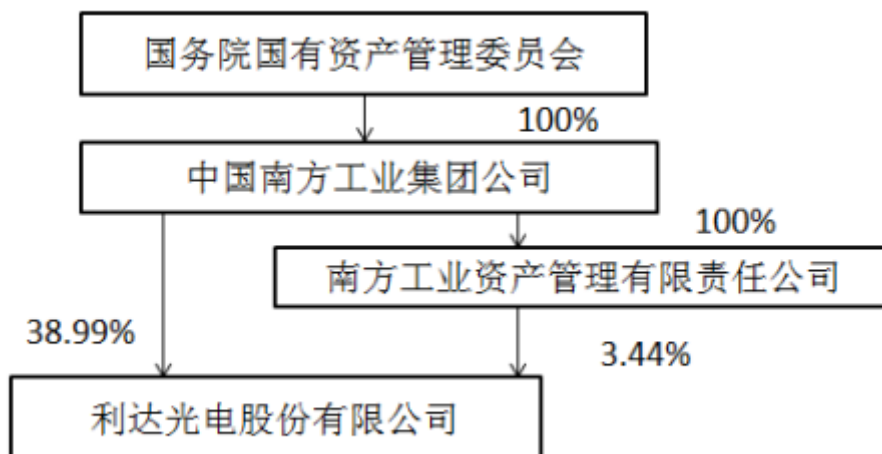 国务院国有资产管理委员会
100%
中国南方工业集团公司
100%
南方工业资产管理有限责任公司
38.99%
3.44%
利达光电股份有限公司